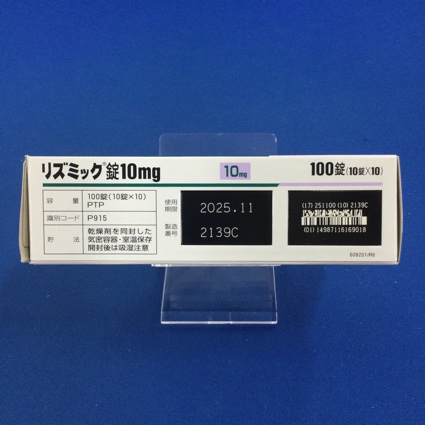 リズミック®錠10mg
10mg
100錠(10錠×10)
容量 100錠(10錠×10)
PTP
識別コード P915
貯法 乾燥剤を同封した
気密容器・室温保存
開封後は吸湿注意
使用期限 2025.11
製造番号 2139C
(17) 251100 (10) 2139C
(01) 14987116169018